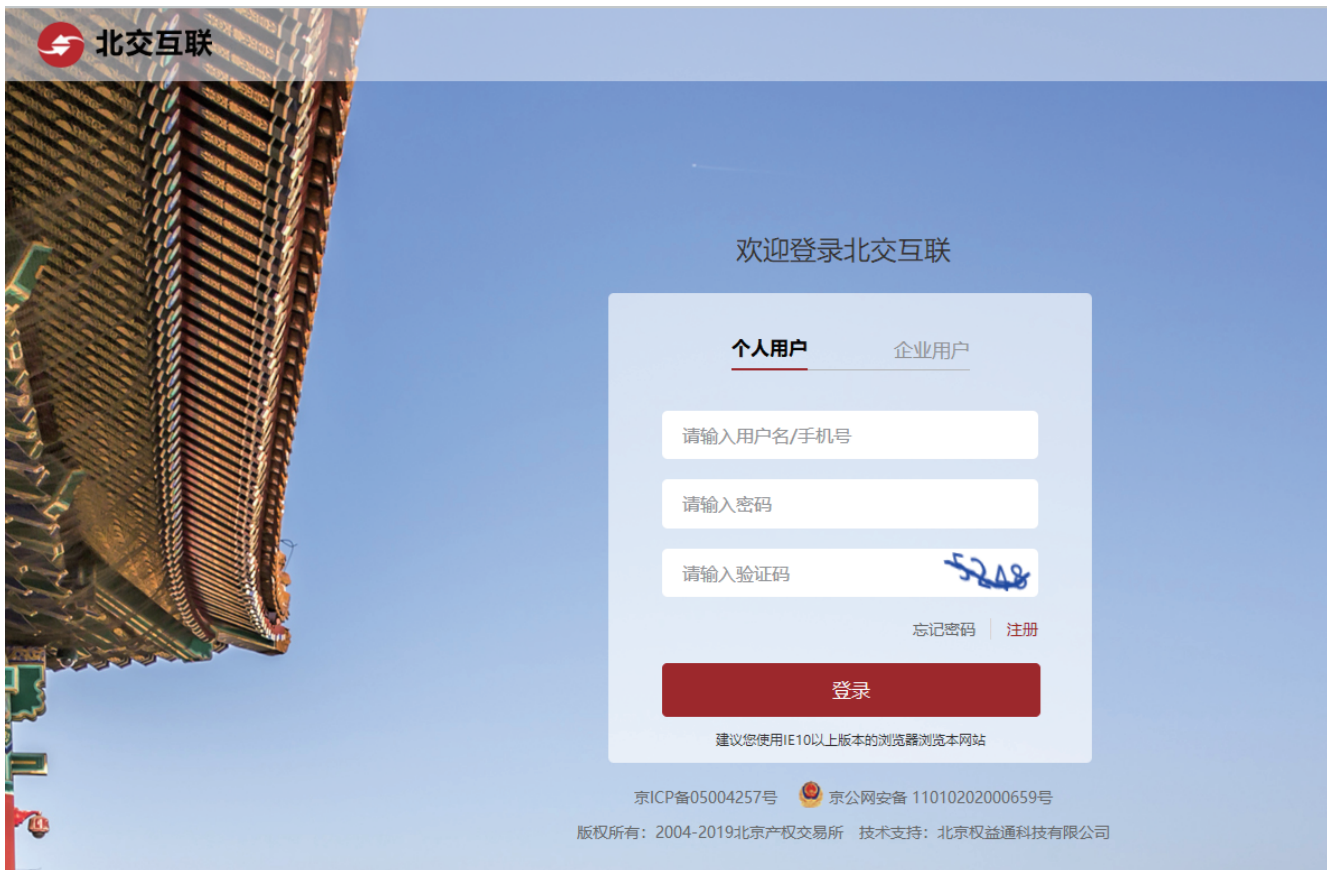 北交互联
欢迎登录北交互联
个人用户 企业用户
请输入用户名/手机号
请输入密码
请输入验证码 5248
忘记密码 注册
登录
建议您使用IE10以上版本的浏览器浏览本网站
京ICP备05004257号 京公网安备 11010202000659号
版权所有：2004-2019北京产权交易所 技术支持：北京权益通科技有限公司